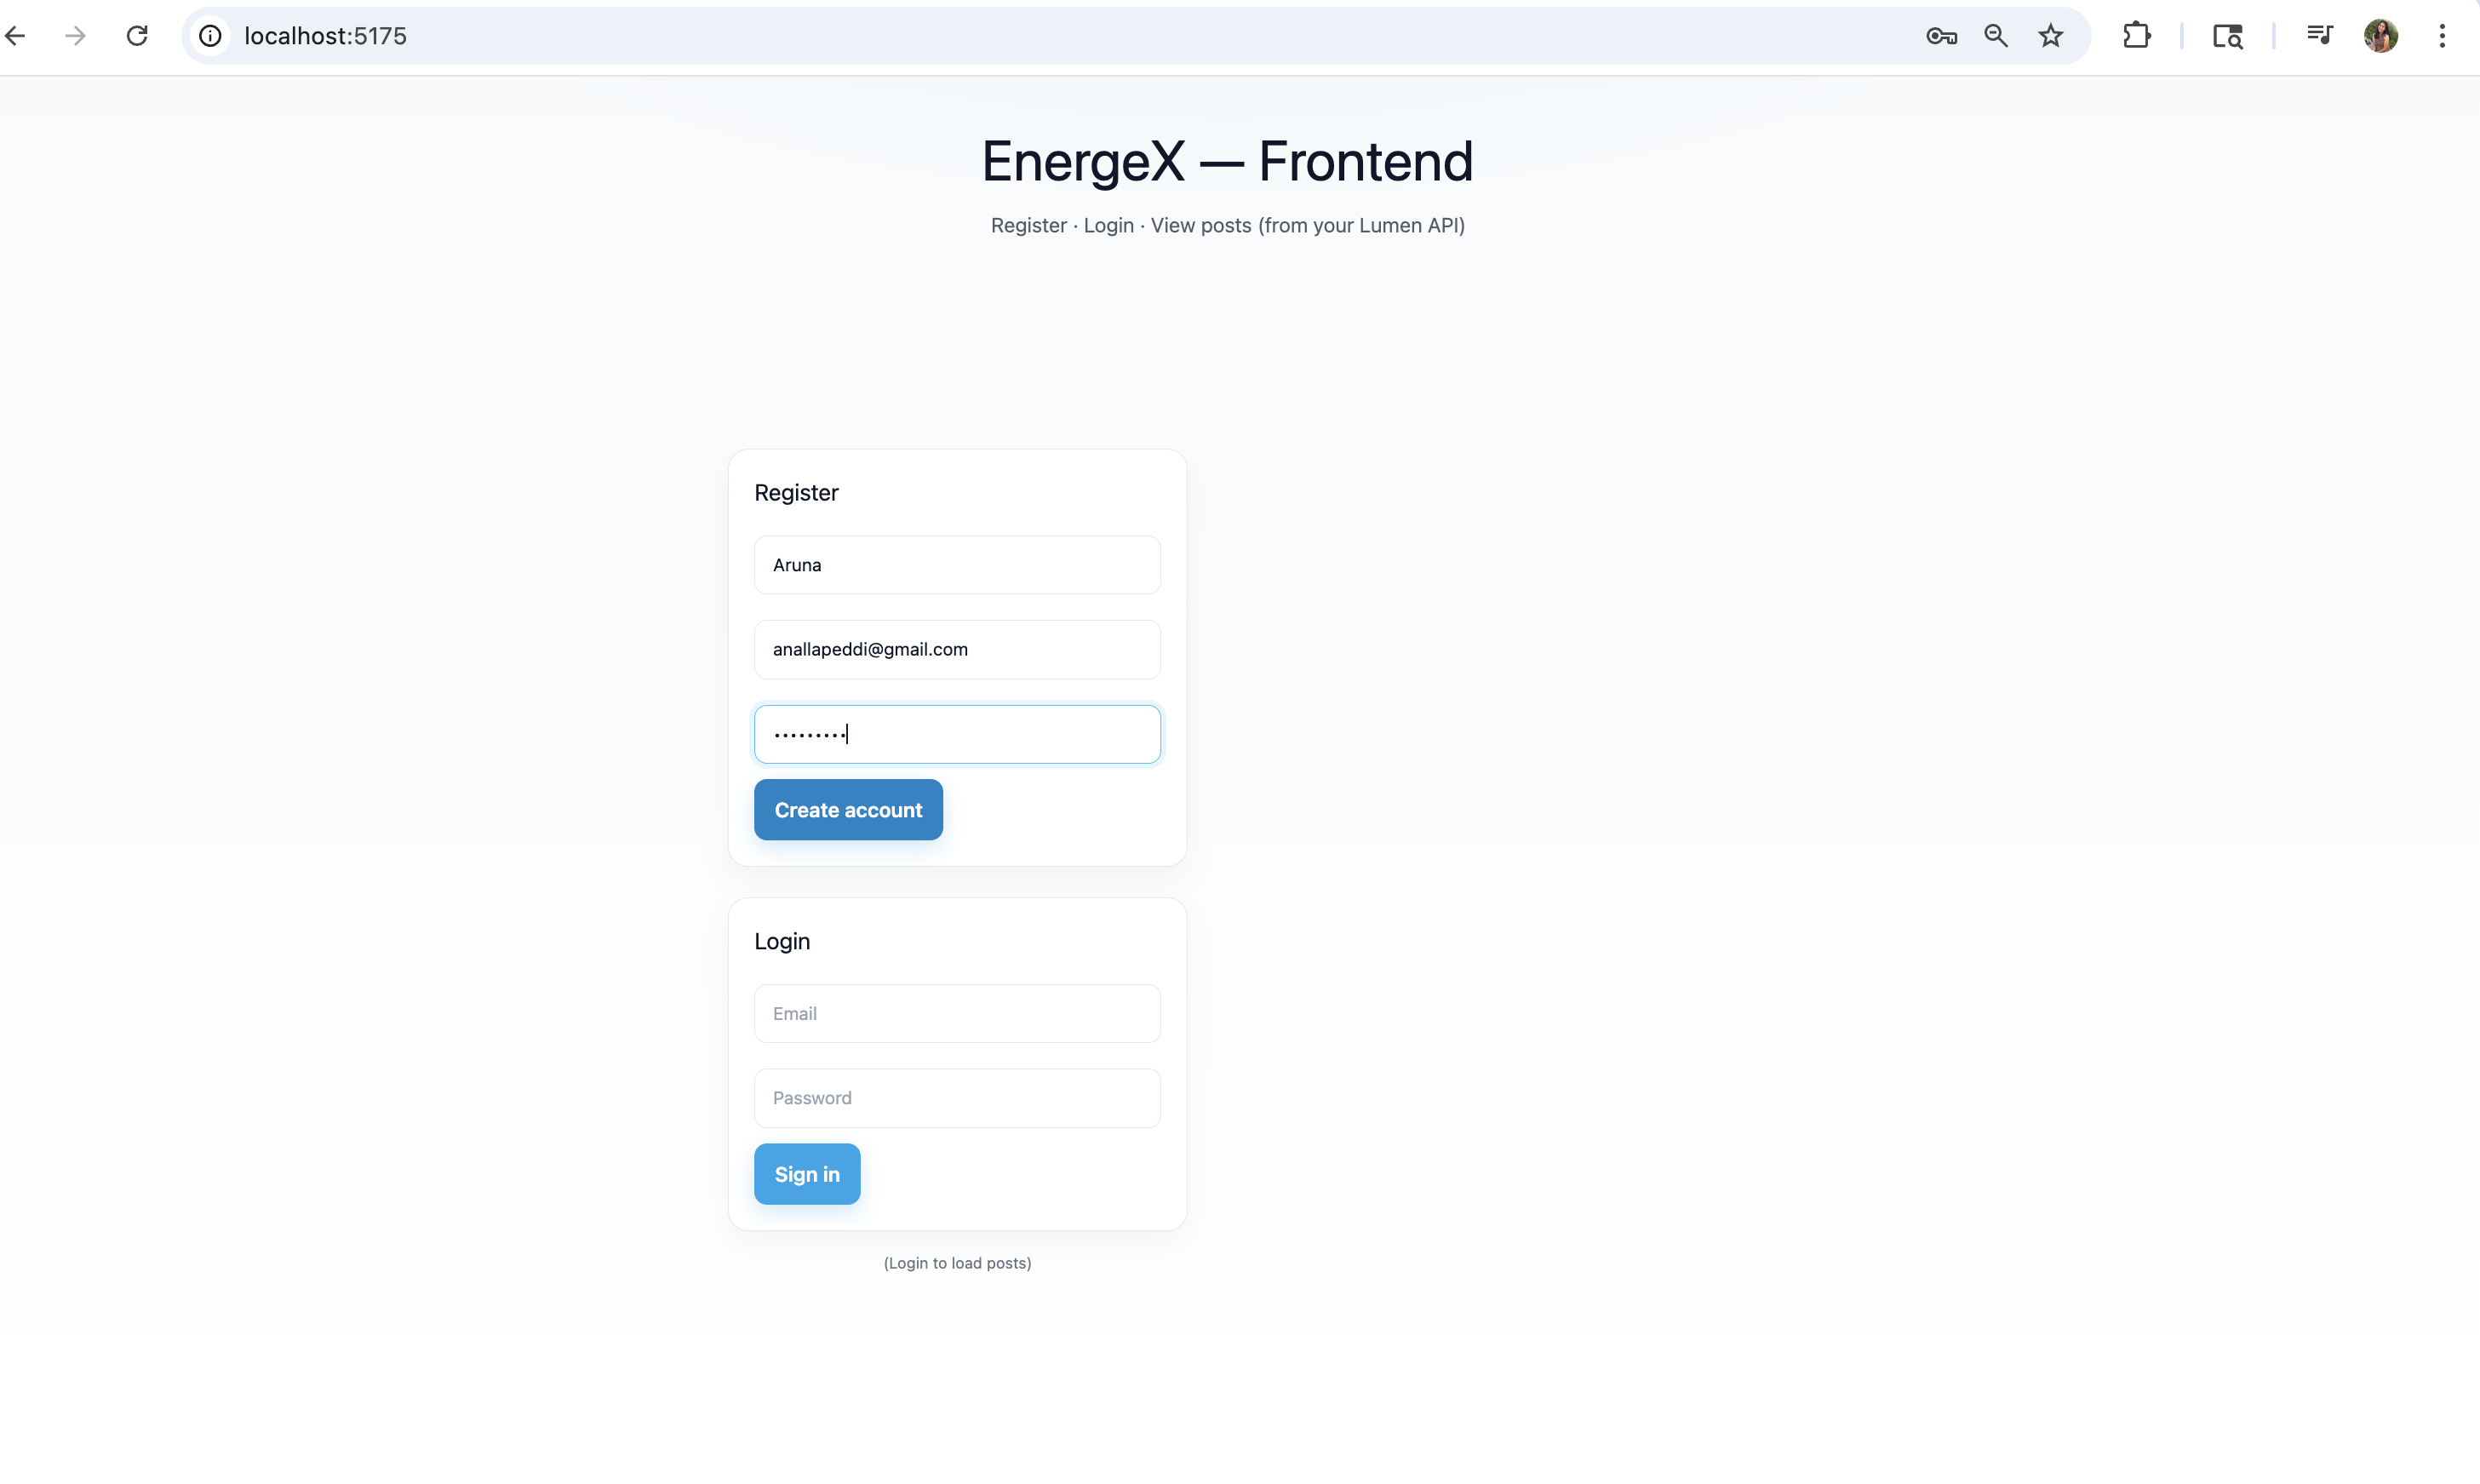 localhost:5175
EnergeX — Frontend
Register · Login · View posts (from your Lumen API)
Register
Aruna
anallapeddi@gmail.com
•••••••••
Create account
Login
Email
Password
Sign in
(Login to load posts)